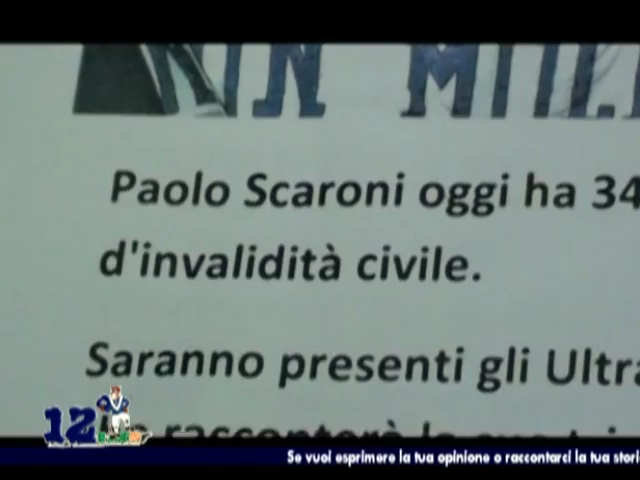 Paolo Scaroni oggi ha 34
d'invalidità civile.
Saranno presenti gli Ultra
12
Se vuoi esprimere la tua opinione o raccontarci la tua stori